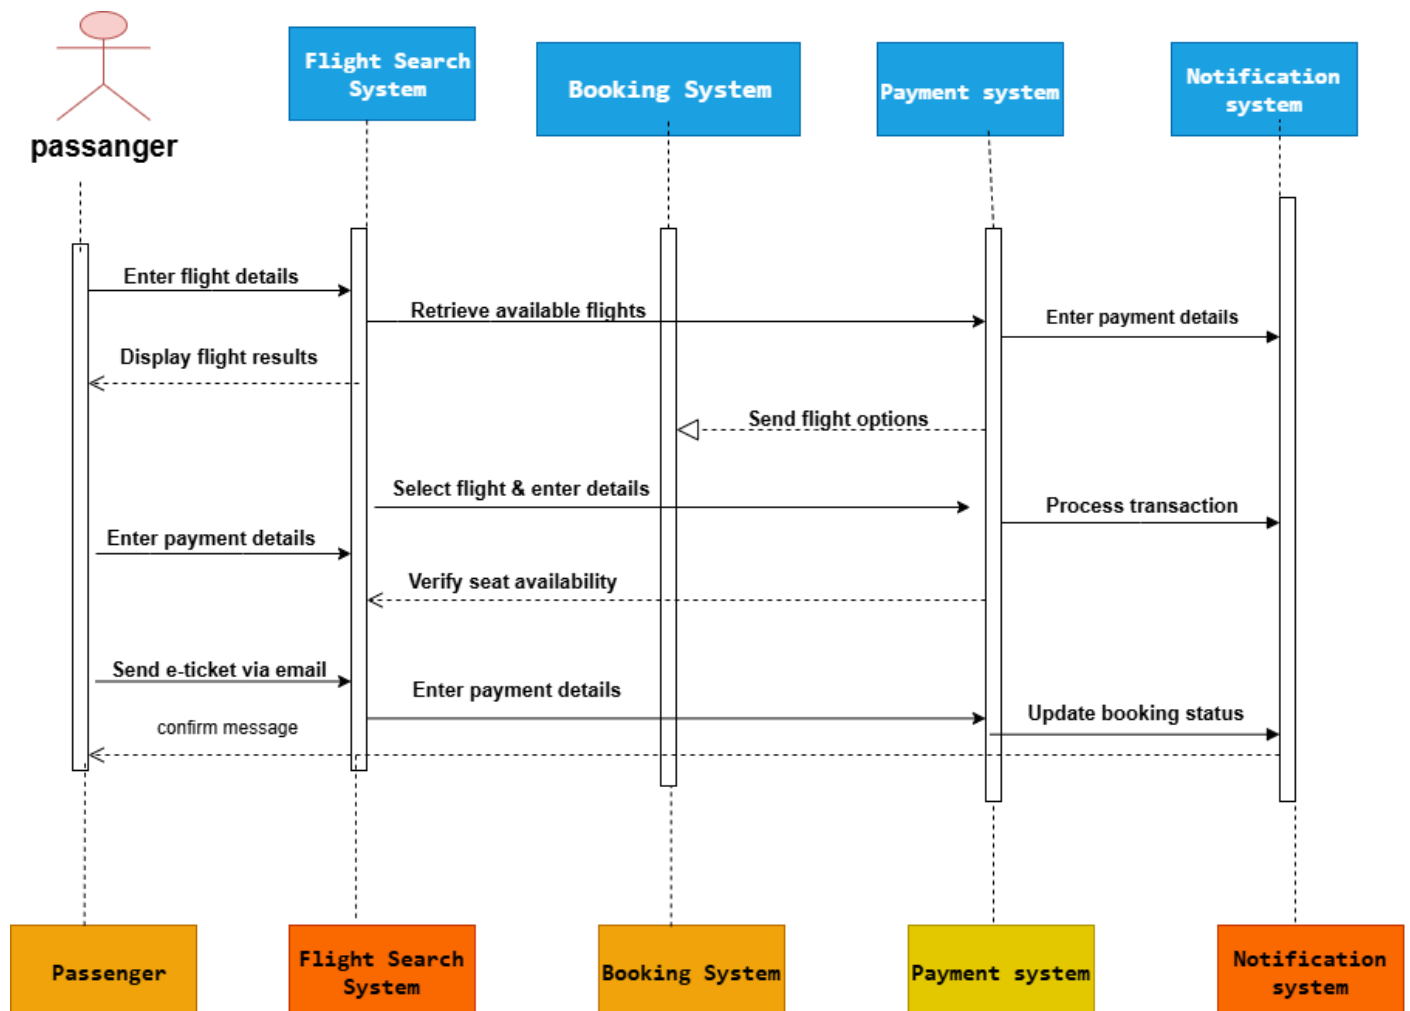 passanger
Flight Search
System
Booking System
Payment system
Notification
system
Enter flight details
Retrieve available flights
Enter payment details
Display flight results
Send flight options
Select flight & enter details
Process transaction
Enter payment details
Verify seat availability
Send e-ticket via email
Enter payment details
Update booking status
confirm message
Passenger
Flight Search
System
Booking System
Payment system
Notification
system